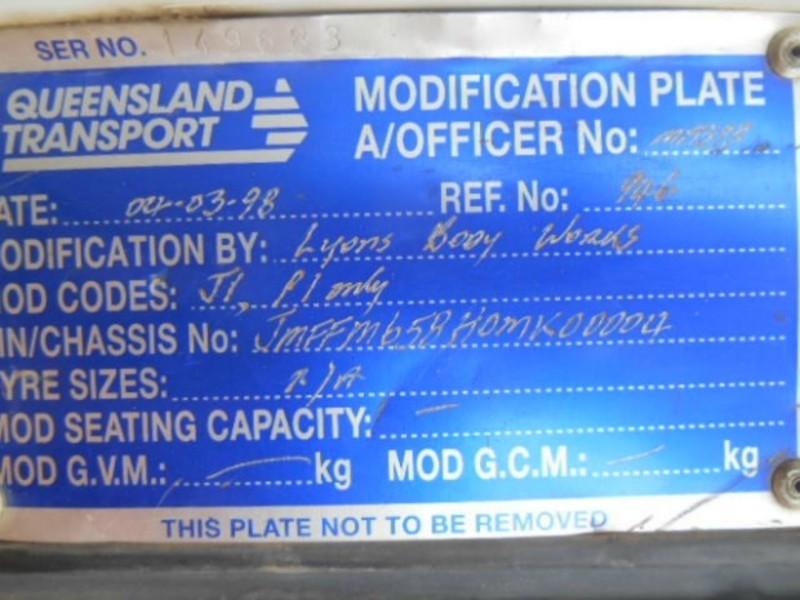 SER NO. 149683
QUEENSLAND TRANSPORT
MODIFICATION PLATE
A/OFFICER No:
ATE: 04-03-98 REF. No: 946
ODIFICATION BY: Lyons Body Works
OD CODES: J1, P1 only
IN/CHASSIS No: JMFFM658H0MK00004
YRE SIZES: N/A
MOD SEATING CAPACITY: –
MOD G.V.M.: – kg MOD G.C.M.: – kg
THIS PLATE NOT TO BE REMOVED